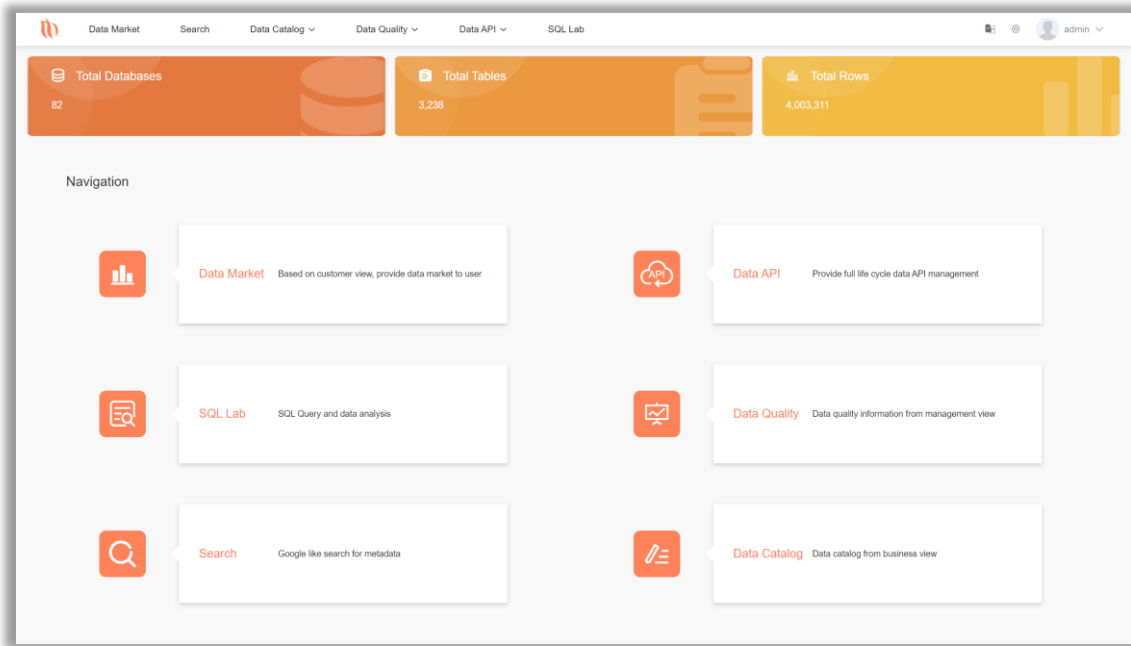 Data Market Search Data Catalog Data Quality Data API SQL Lab admin
Total Databases
82
Total Tables
3,238
Total Rows
4,003,311
Navigation
Data Market Based on customer view, provide data market to user
API
Data API Provide full life cycle data API management
SQL Lab SQL Query and data analysis
Data Quality Data quality information from management view
Search Google like search for metadata
Data Catalog Data catalog from business view